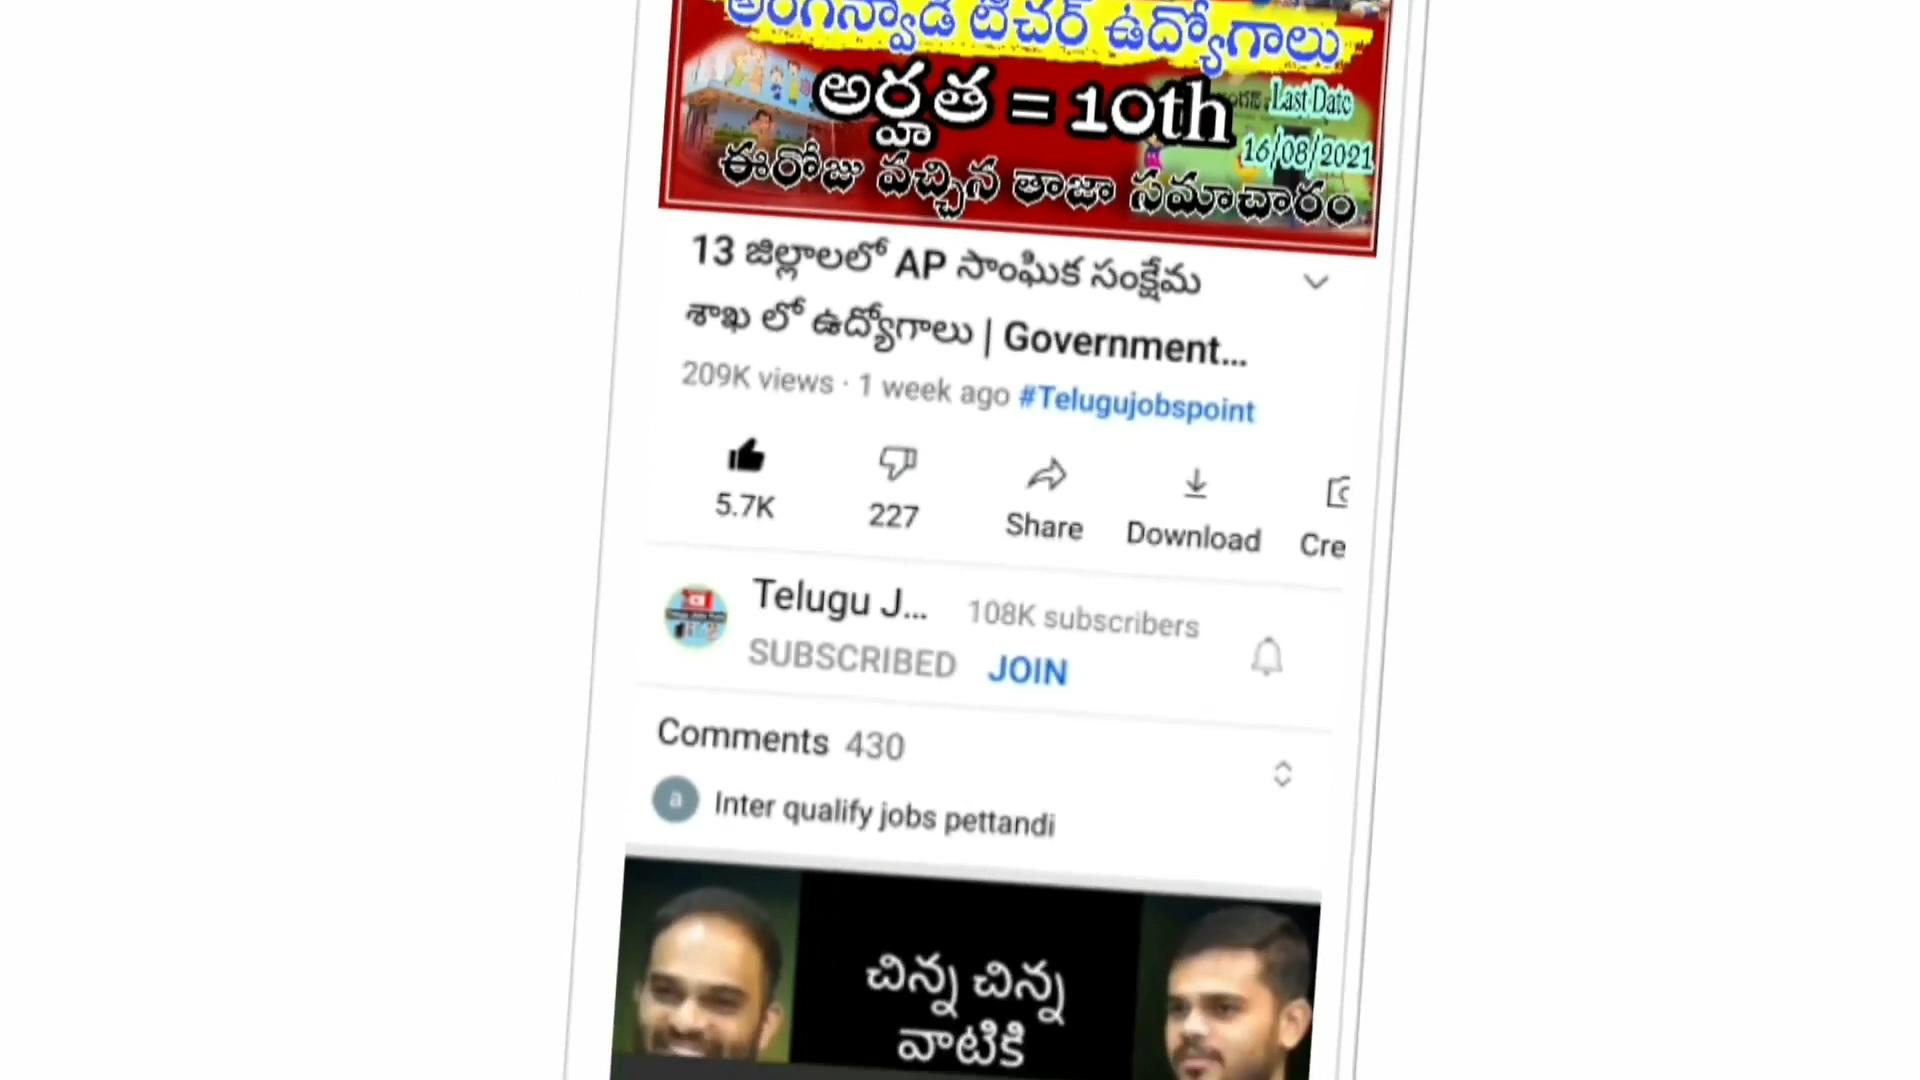 అంగన్వాడీ టీచర్ ఉద్యోగాలు
అర్హత = 10th
Last Date
16/08/2021
ఈరోజు వచ్చిన తాజా సమాచారం
13 జిల్లాలలో AP సాంఘిక సంక్షేమ
శాఖ లో ఉద్యోగాలు | Government...
209K views · 1 week ago #Telugujobspoint
5.7K
227
Share
Download
Cre
Telugu J...
108K subscribers
SUBSCRIBED
JOIN
Comments 430
a
Inter qualify jobs pettandi
చిన్న చిన్న
వాటికి